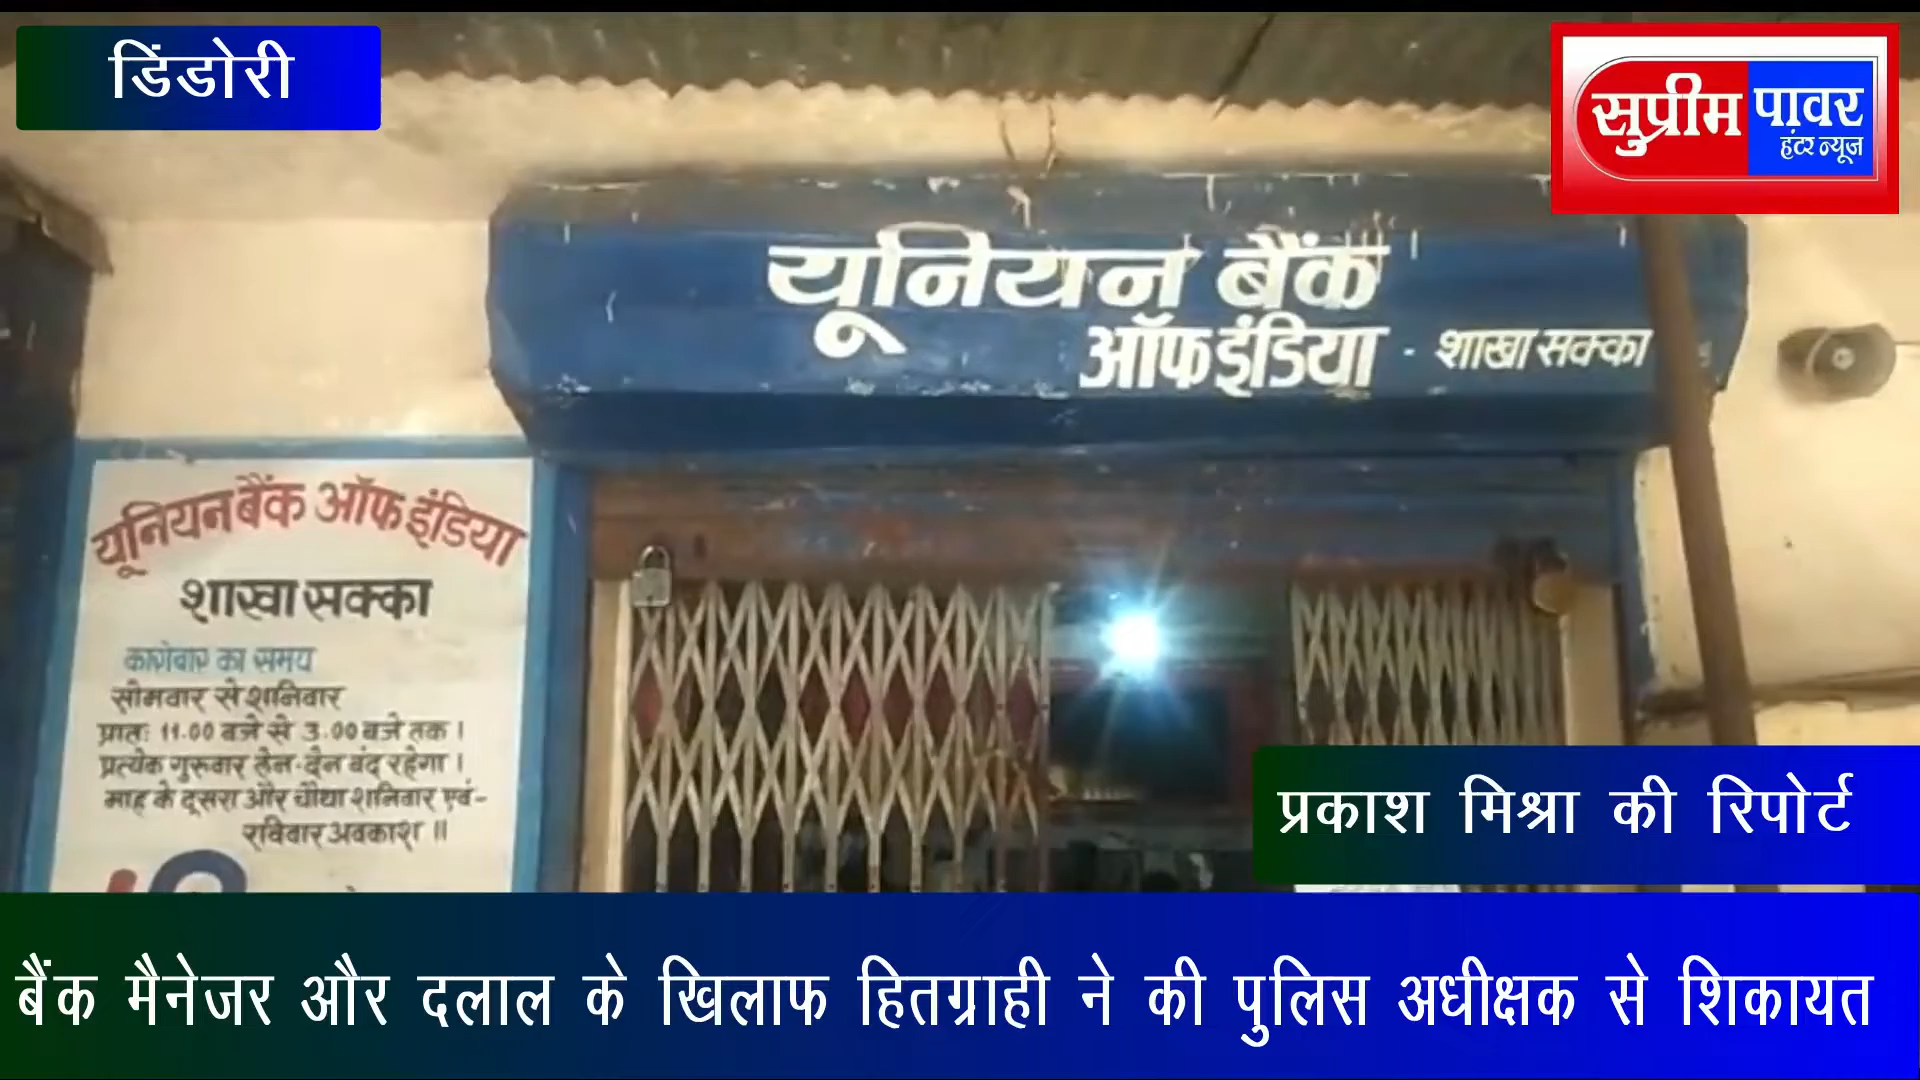 डिंडोरी
सुप्रीम पावर
हंटर न्यूज
यूनियन बैंक
ऑफ इंडिया - शाखा सक्का
यूनियन बैंक ऑफ इंडिया
शाखा सक्का
कारोबार का समय
सोमवार से शनिवार
प्रातः 11.00 बजे से 3.00 बजे तक।
प्रत्येक गुरुवार लेन-देन बंद रहेगा।
माह के दूसरा और चौथा शनिवार एवं-
रविवार अवकाश॥
प्रकाश मिश्रा की रिपोर्ट
बैंक मैनेजर और दलाल के खिलाफ हितग्राही ने की पुलिस अधीक्षक से शिकायत